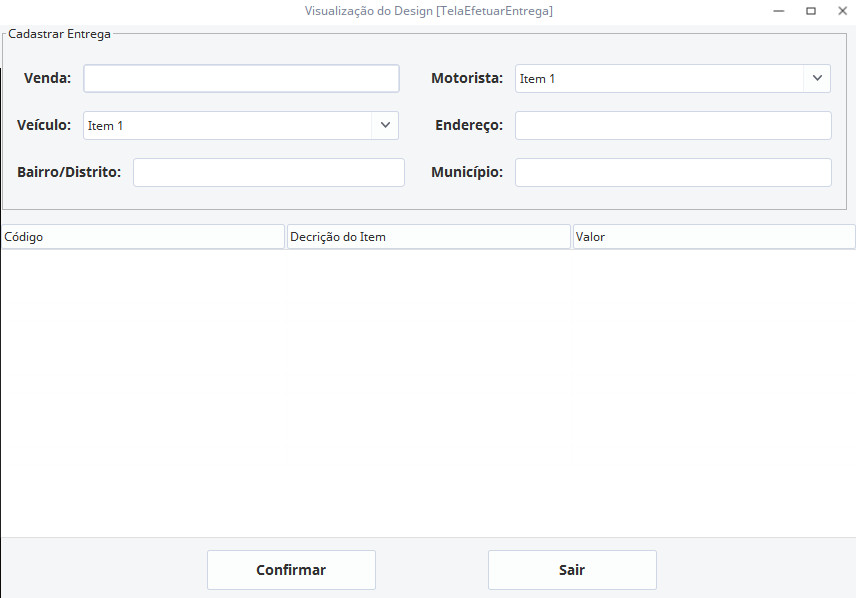 Visualização do Design [TelaEfetuarEntrega]
Cadastrar Entrega
Venda:
Motorista: Item 1
Veículo: Item 1
Endereço:
Bairro/Distrito:
Município:
Código Decrição do Item Valor
Confirmar Sair